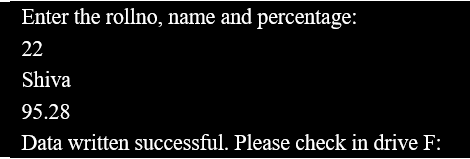 Enter the rollno, name and percentage:
22
Shiva
95.28
Data written successful. Please check in drive F: